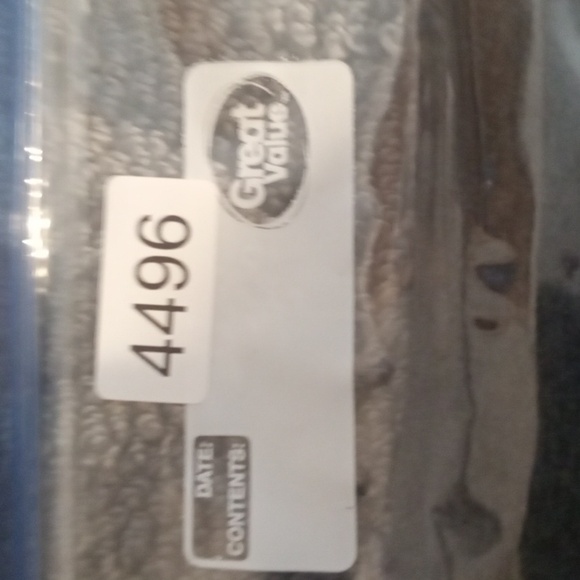 4496
Great
Value
DATE:
CONTENTS: